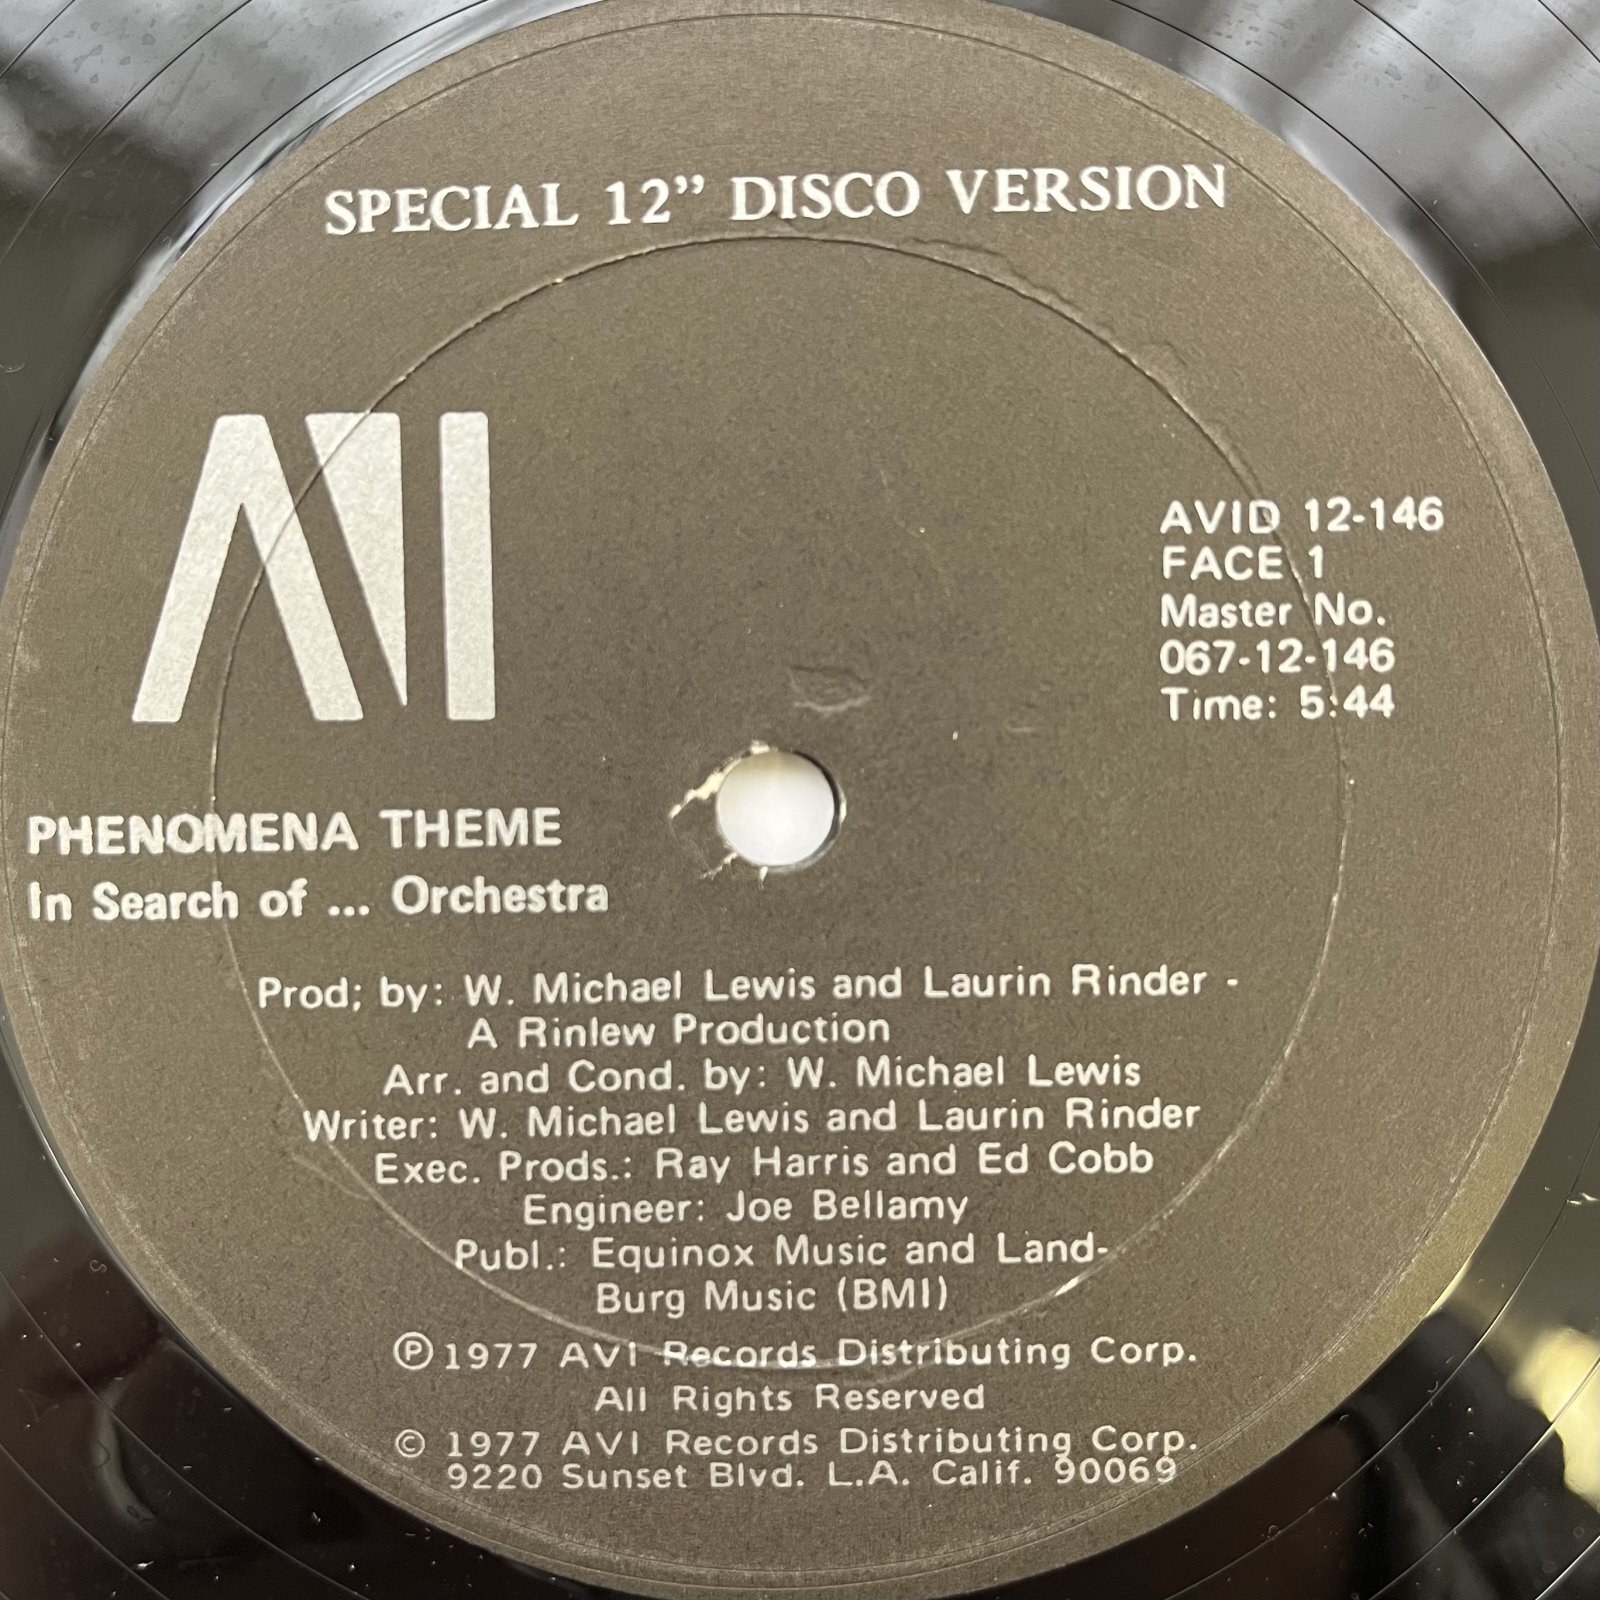 SPECIAL 12” DISCO VERSION
AVI
AVID 12-146
FACE 1
Master No.
067-12-146
Time: 5:44
PHENOMENA THEME
In Search of ... Orchestra
Prod; by: W. Michael Lewis and Laurin Rinder -
A Rinlew Production
Arr. and Cond. by: W. Michael Lewis
Writer: W. Michael Lewis and Laurin Rinder
Exec. Prods.: Ray Harris and Ed Cobb
Engineer: Joe Bellamy
Publ.: Equinox Music and Land-
Burg Music (BMI)
℗ 1977 AVI Records Distributing Corp.
All Rights Reserved
© 1977 AVI Records Distributing Corp.
9220 Sunset Blvd. L.A. Calif. 90069